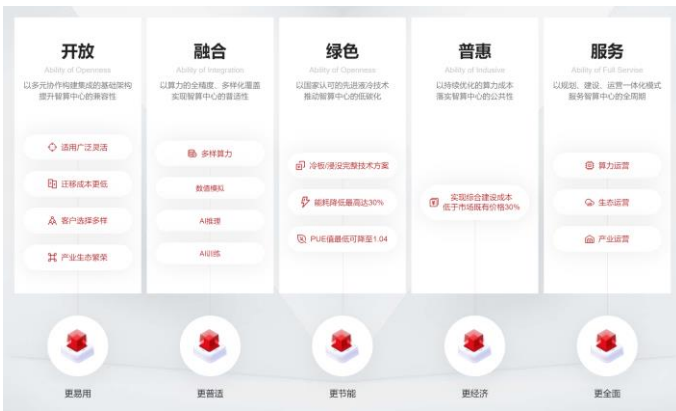 开放
Ability of Openness
以多元协作构建集成的基础架构
提升智算中心的兼容性
适用广泛灵活
迁移成本更低
客户选择多样
产业生态繁荣
更易用
融合
Ability of Intergration
以算力的全精度、多样化覆盖
实现智算中心的普适性
多样算力
数值模拟
AI推理
AI训练
更普适
绿色
Ability of Openness
以国家认可的先进液冷技术
推动智算中心的低碳化
冷板/浸没完整技术方案
能耗降低最高达30%
PUE值最低可降至1.04
更节能
普惠
Ability of Inclusive
以持续优化的算力成本
落实智算中心的公共性
实现综合建设成本
低于市场既有价格30%
更经济
服务
Ability of Full Servise
以规划、建设、运营一体化模式
服务智算中心的全周期
算力运营
生态运营
产业运营
更全面